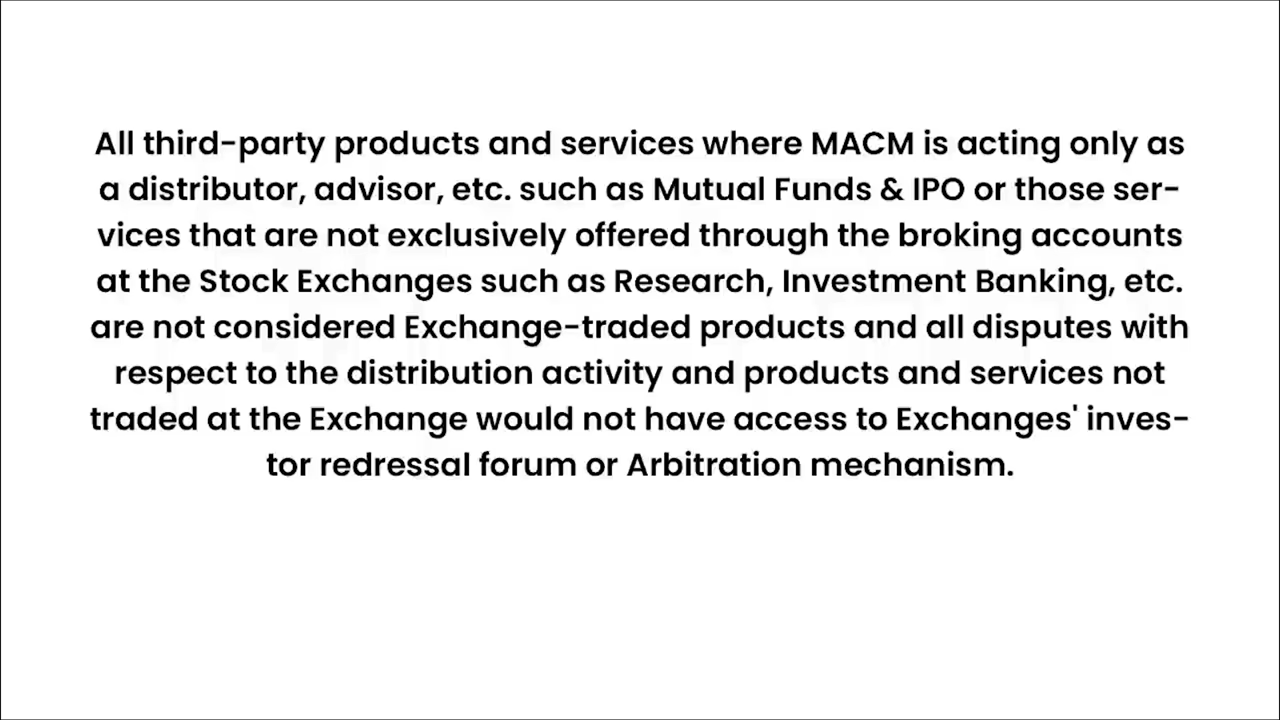 All third-party products and services where MACM is acting only as
a distributor, advisor, etc. such as Mutual Funds & IPO or those ser-
vices that are not exclusively offered through the broking accounts
at the Stock Exchanges such as Research, Investment Banking, etc.
are not considered Exchange-traded products and all disputes with
respect to the distribution activity and products and services not
traded at the Exchange would not have access to Exchanges' inves-
tor redressal forum or Arbitration mechanism.